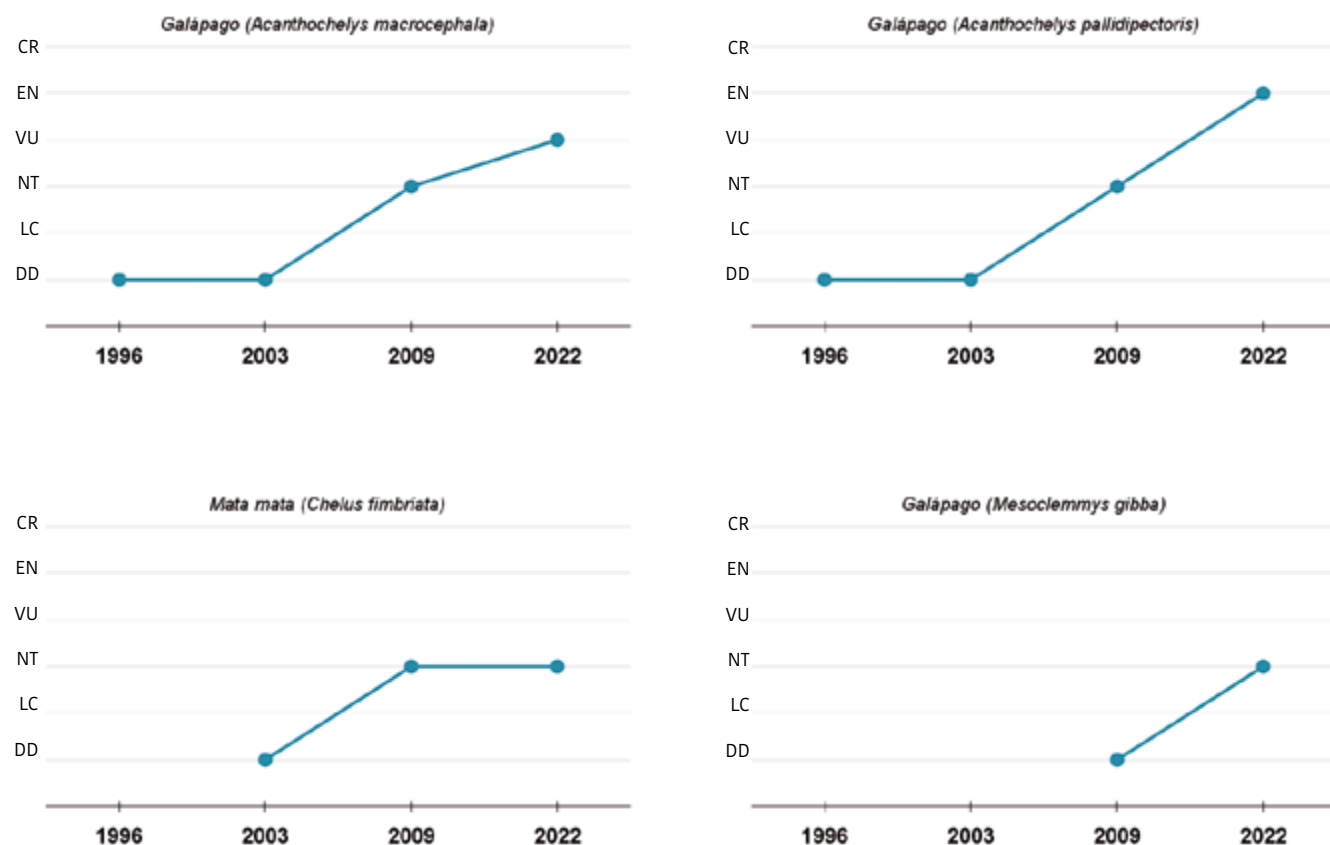 Galápago (Acanthochelys macrocephala)
CR
EN
VU
NT
LC
DD
1996 2003 2009 2022
Galápago (Acanthochelys pallidipectoris)
CR
EN
VU
NT
LC
DD
1996 2003 2009 2022
Mata mata (Chelus fimbriata)
CR
EN
VU
NT
LC
DD
1996 2003 2009 2022
Galápago (Mesoclemmys gibba)
CR
EN
VU
NT
LC
DD
1996 2003 2009 2022